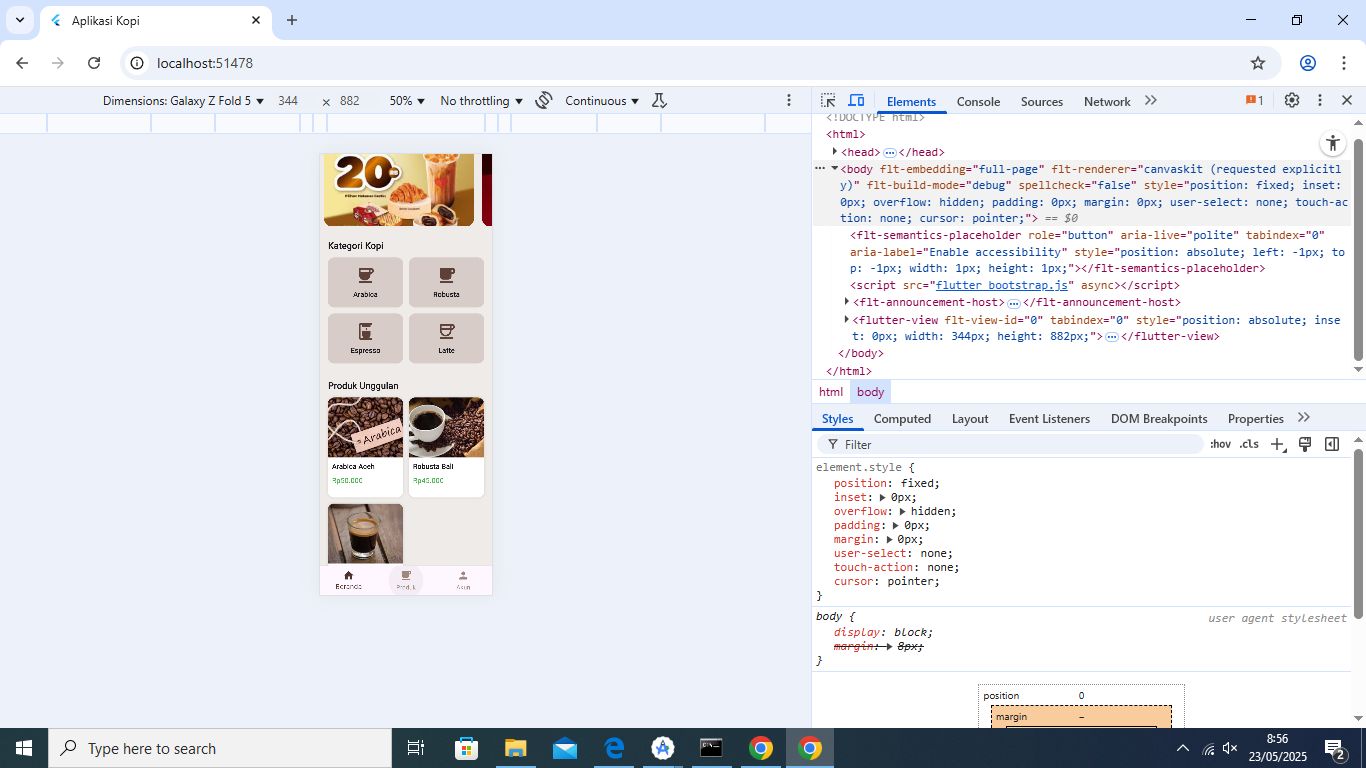 Aplikasi Kopi
localhost:51478
Dimensions: Galaxy Z Fold 5 344 × 882 50% No throttling Continuous
Elements Console Sources Network 1
<!DOCTYPE html>
<html>
<head> </head>
<body flt-embedding="full-page" flt-renderer="canvaskit (requested explicitl
y)" flt-build-mode="debug" spellcheck="false" style="position: fixed; inset:
0px; overflow: hidden; padding: 0px; margin: 0px; user-select: none; touch-ac
tion: none; cursor: pointer;"> == $0
<flt-semantics-placeholder role="button" aria-live="polite" tabindex="0"
aria-label="Enable accessibility" style="position: absolute; left: -1px; to
p: -1px; width: 1px; height: 1px;"></flt-semantics-placeholder>
<script src="flutter_bootstrap.js" async></script>
<flt-announcement-host> </flt-announcement-host>
<flutter-view flt-view-id="0" tabindex="0" style="position: absolute; inse
t: 0px; width: 344px; height: 882px;"> </flutter-view>
</body>
</html>
html body
Styles Computed Layout Event Listeners DOM Breakpoints Properties
Filter :hov .cls
element.style {
position: fixed;
inset: 0px;
overflow: hidden;
padding: 0px;
margin: 0px;
user-select: none;
touch-action: none;
cursor: pointer;
}
body { user agent stylesheet
display: block;
margin: 8px;
}
position 0
margin –
20
Kategori Kopi
Arabica Robusta
Espresso Latte
Produk Unggulan
Arabica
Arabica Aceh Robusta Bali
Rp50.000 Rp45.000
Beranda Produk Akun
Type here to search
8:56
23/05/2025
2